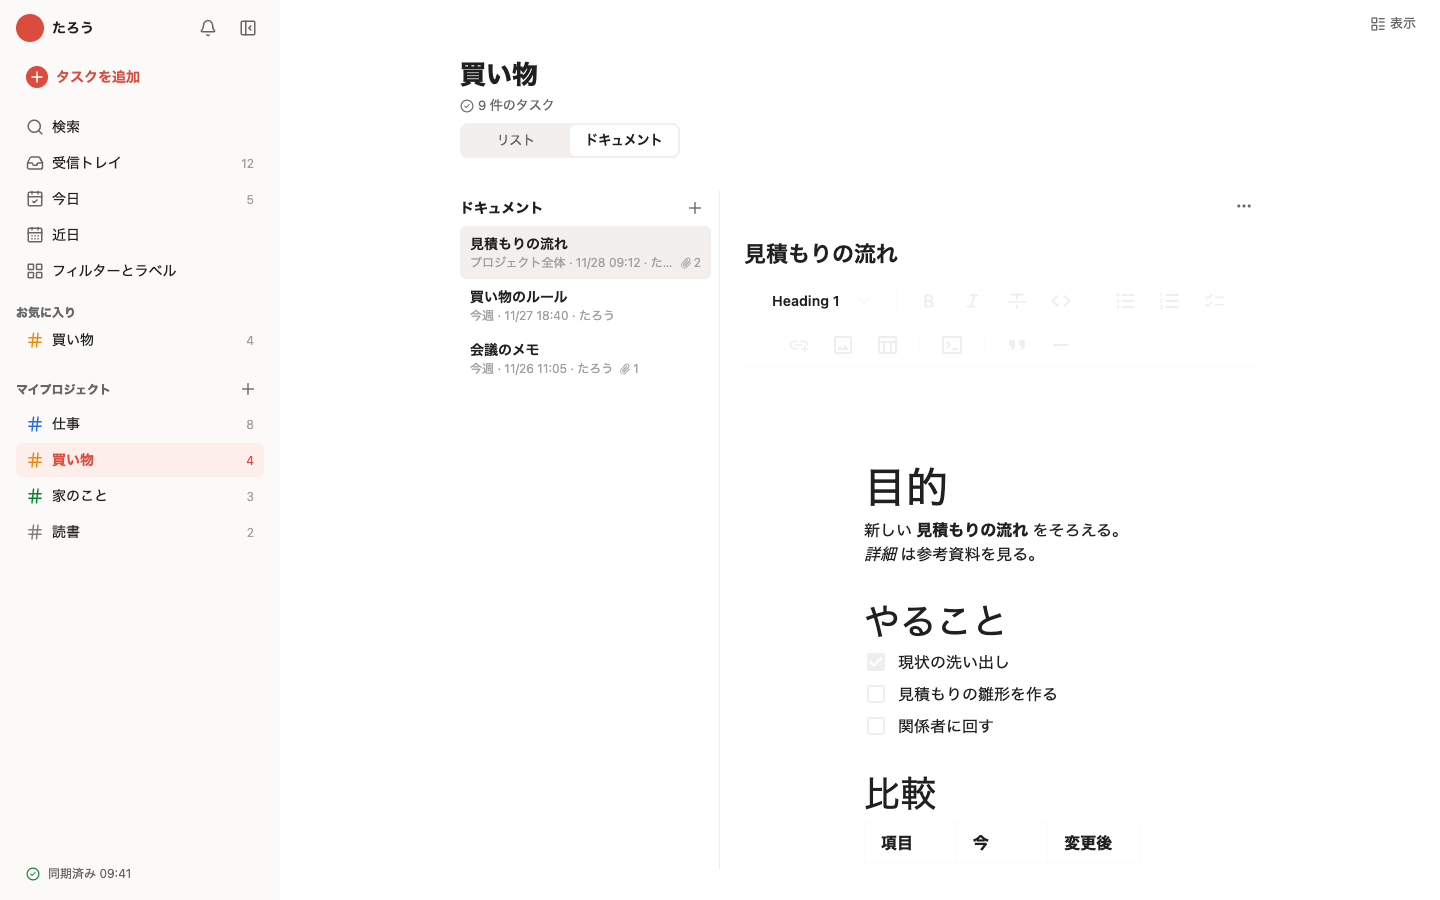 たろう
タスクを追加
検索
受信トレイ 12
今日 5
近日
フィルターとラベル
お気に入り
買い物 4
マイプロジェクト
仕事 8
買い物 4
家のこと 3
読書 2
同期済み 09:41
表示
買い物
9 件のタスク
リスト ドキュメント
ドキュメント
見積もりの流れ
プロジェクト全体 · 11/28 09:12 · た... 2
買い物のルール
今週 · 11/27 18:40 · たろう
会議のメモ
今週 · 11/26 11:05 · たろう 1
見積もりの流れ
Heading 1
目的
新しい 見積もりの流れ をそろえる。
詳細 は参考資料を見る。
やること
現状の洗い出し
見積もりの雛形を作る
関係者に回す
比較
項目 今 変更後